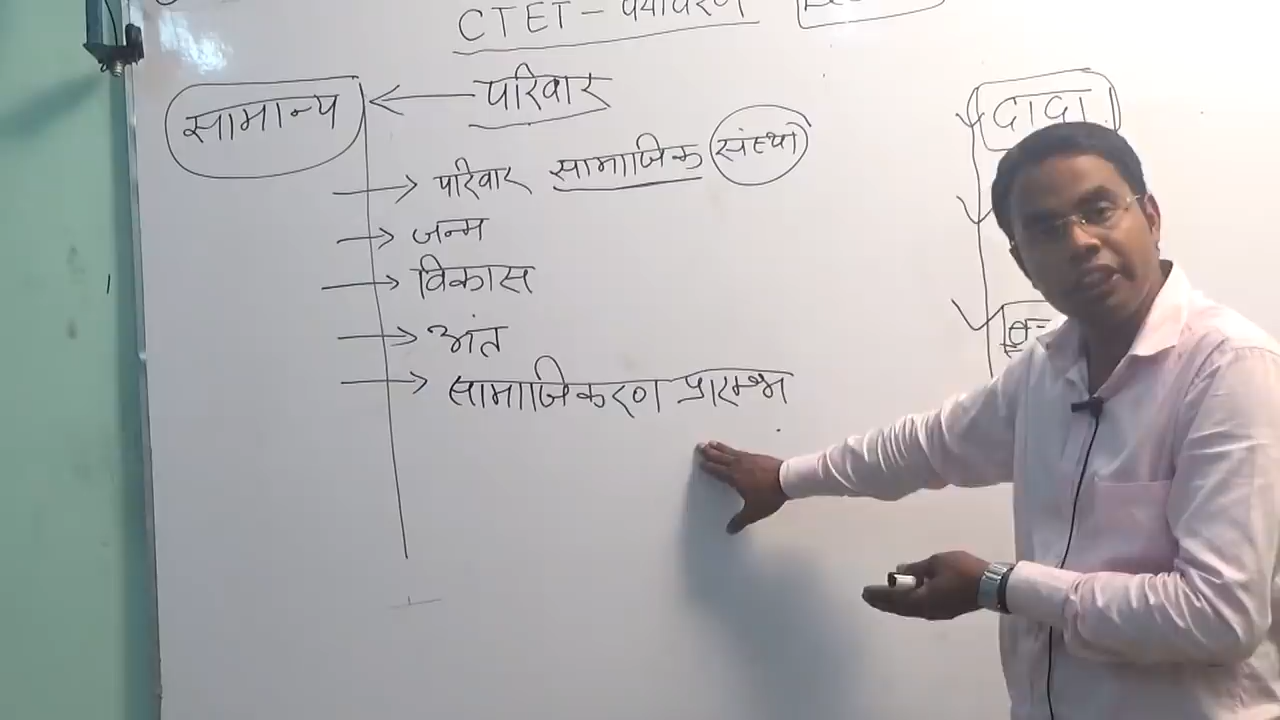 CTET - पर्यावरण
सामान्य ← परिवार
→ परिवार सामाजिक संस्था
→ जन्म
→ विकास
→ अंत
→ सामाजिकरण प्रारम्भ
दादा